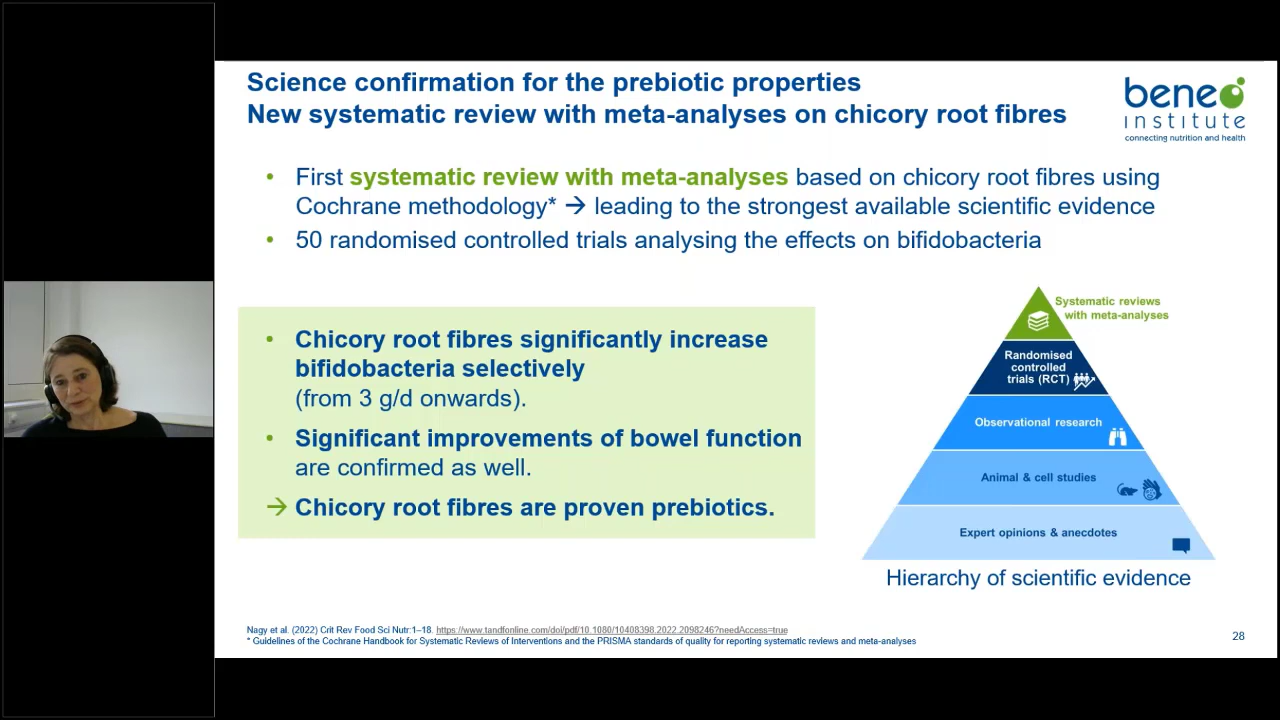 Science confirmation for the prebiotic properties
New systematic review with meta-analyses on chicory root fibres
beneo
institute
connecting nutrition and health
• First systematic review with meta-analyses based on chicory root fibres using
Cochrane methodology* → leading to the strongest available scientific evidence
• 50 randomised controlled trials analysing the effects on bifidobacteria
• Chicory root fibres significantly increase
bifidobacteria selectively
(from 3 g/d onwards).
• Significant improvements of bowel function
are confirmed as well.
→ Chicory root fibres are proven prebiotics.
Systematic reviews
with meta-analyses
Randomised
controlled
trials (RCT)
Observational research
Animal & cell studies
Expert opinions & anecdotes
Hierarchy of scientific evidence
Nagy et al. (2022) Crit Rev Food Sci Nutr:1–18. https://www.tandfonline.com/doi/pdf/10.1080/10408398.2022.2098246?needAccess=true
* Guidelines of the Cochrane Handbook for Systematic Reviews of Interventions and the PRISMA standards of quality for reporting systematic reviews and meta-analyses
28